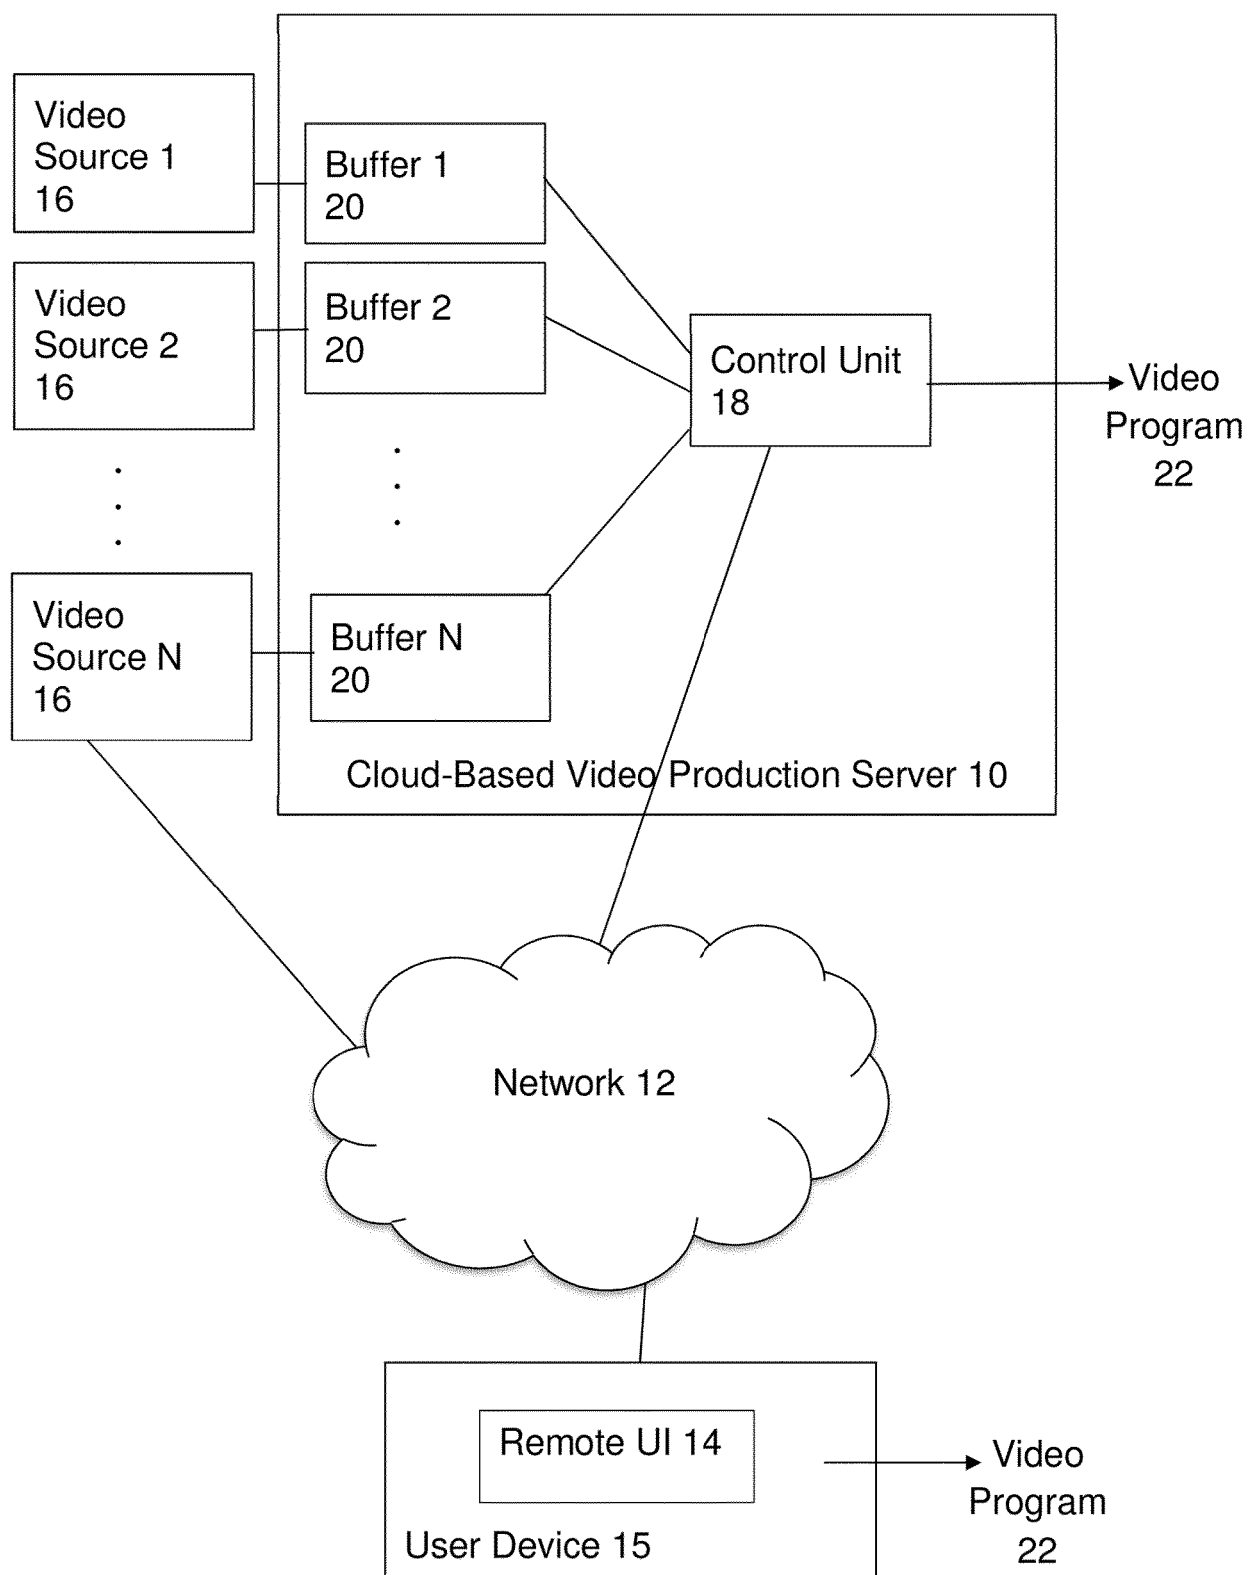 Video
Source 1
16
Buffer 1
20
Video
Source 2
16
Buffer 2
20
Control Unit
18
Video
Program
22
Video
Source N
16
Buffer N
20
Cloud-Based Video Production Server 10
Network 12
Remote UI 14
User Device 15
Video
Program
22